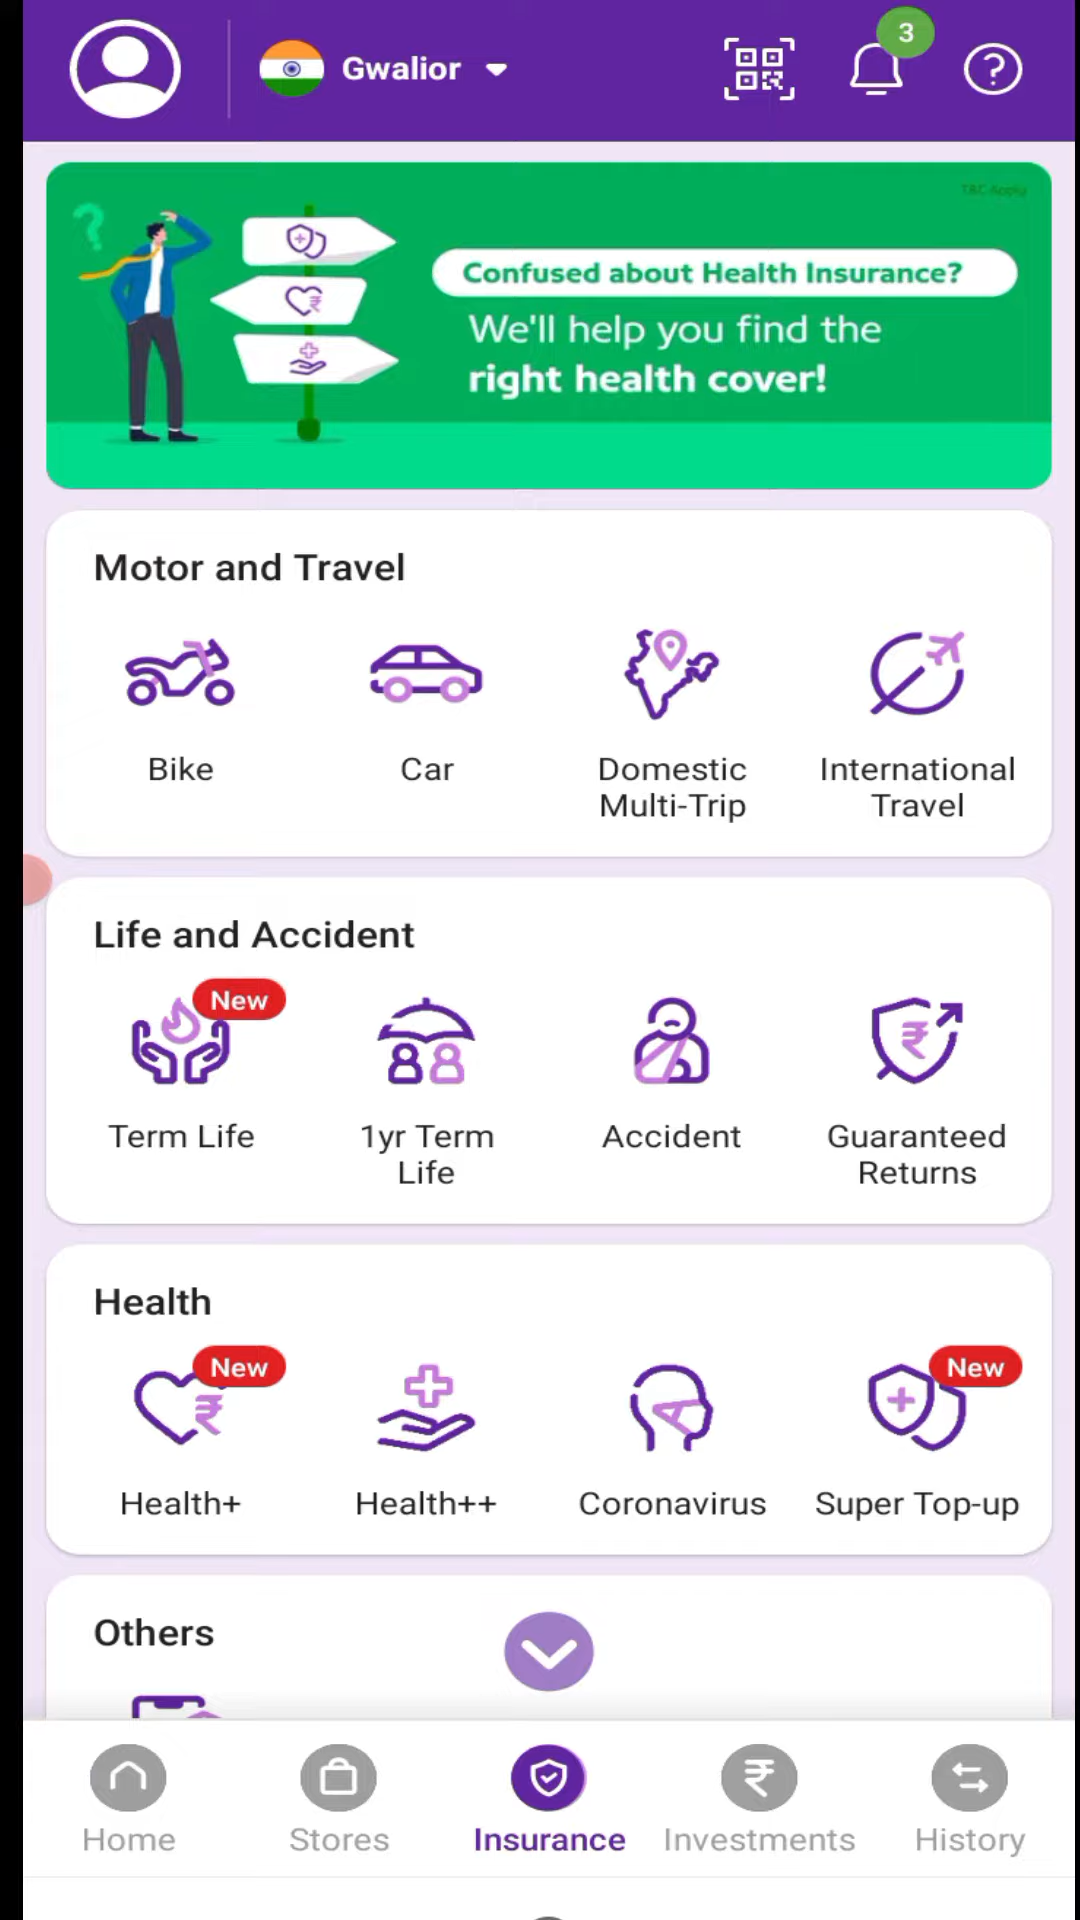 Gwalior
3
T&C Apply
Confused about Health Insurance?
We'll help you find the
right health cover!
Motor and Travel
Bike
Car
Domestic
Multi-Trip
International
Travel
Life and Accident
New
Term Life
1yr Term
Life
Accident
Guaranteed
Returns
Health
New
New
Health+
Health++
Coronavirus
Super Top-up
Others
Home
Stores
Insurance
Investments
History